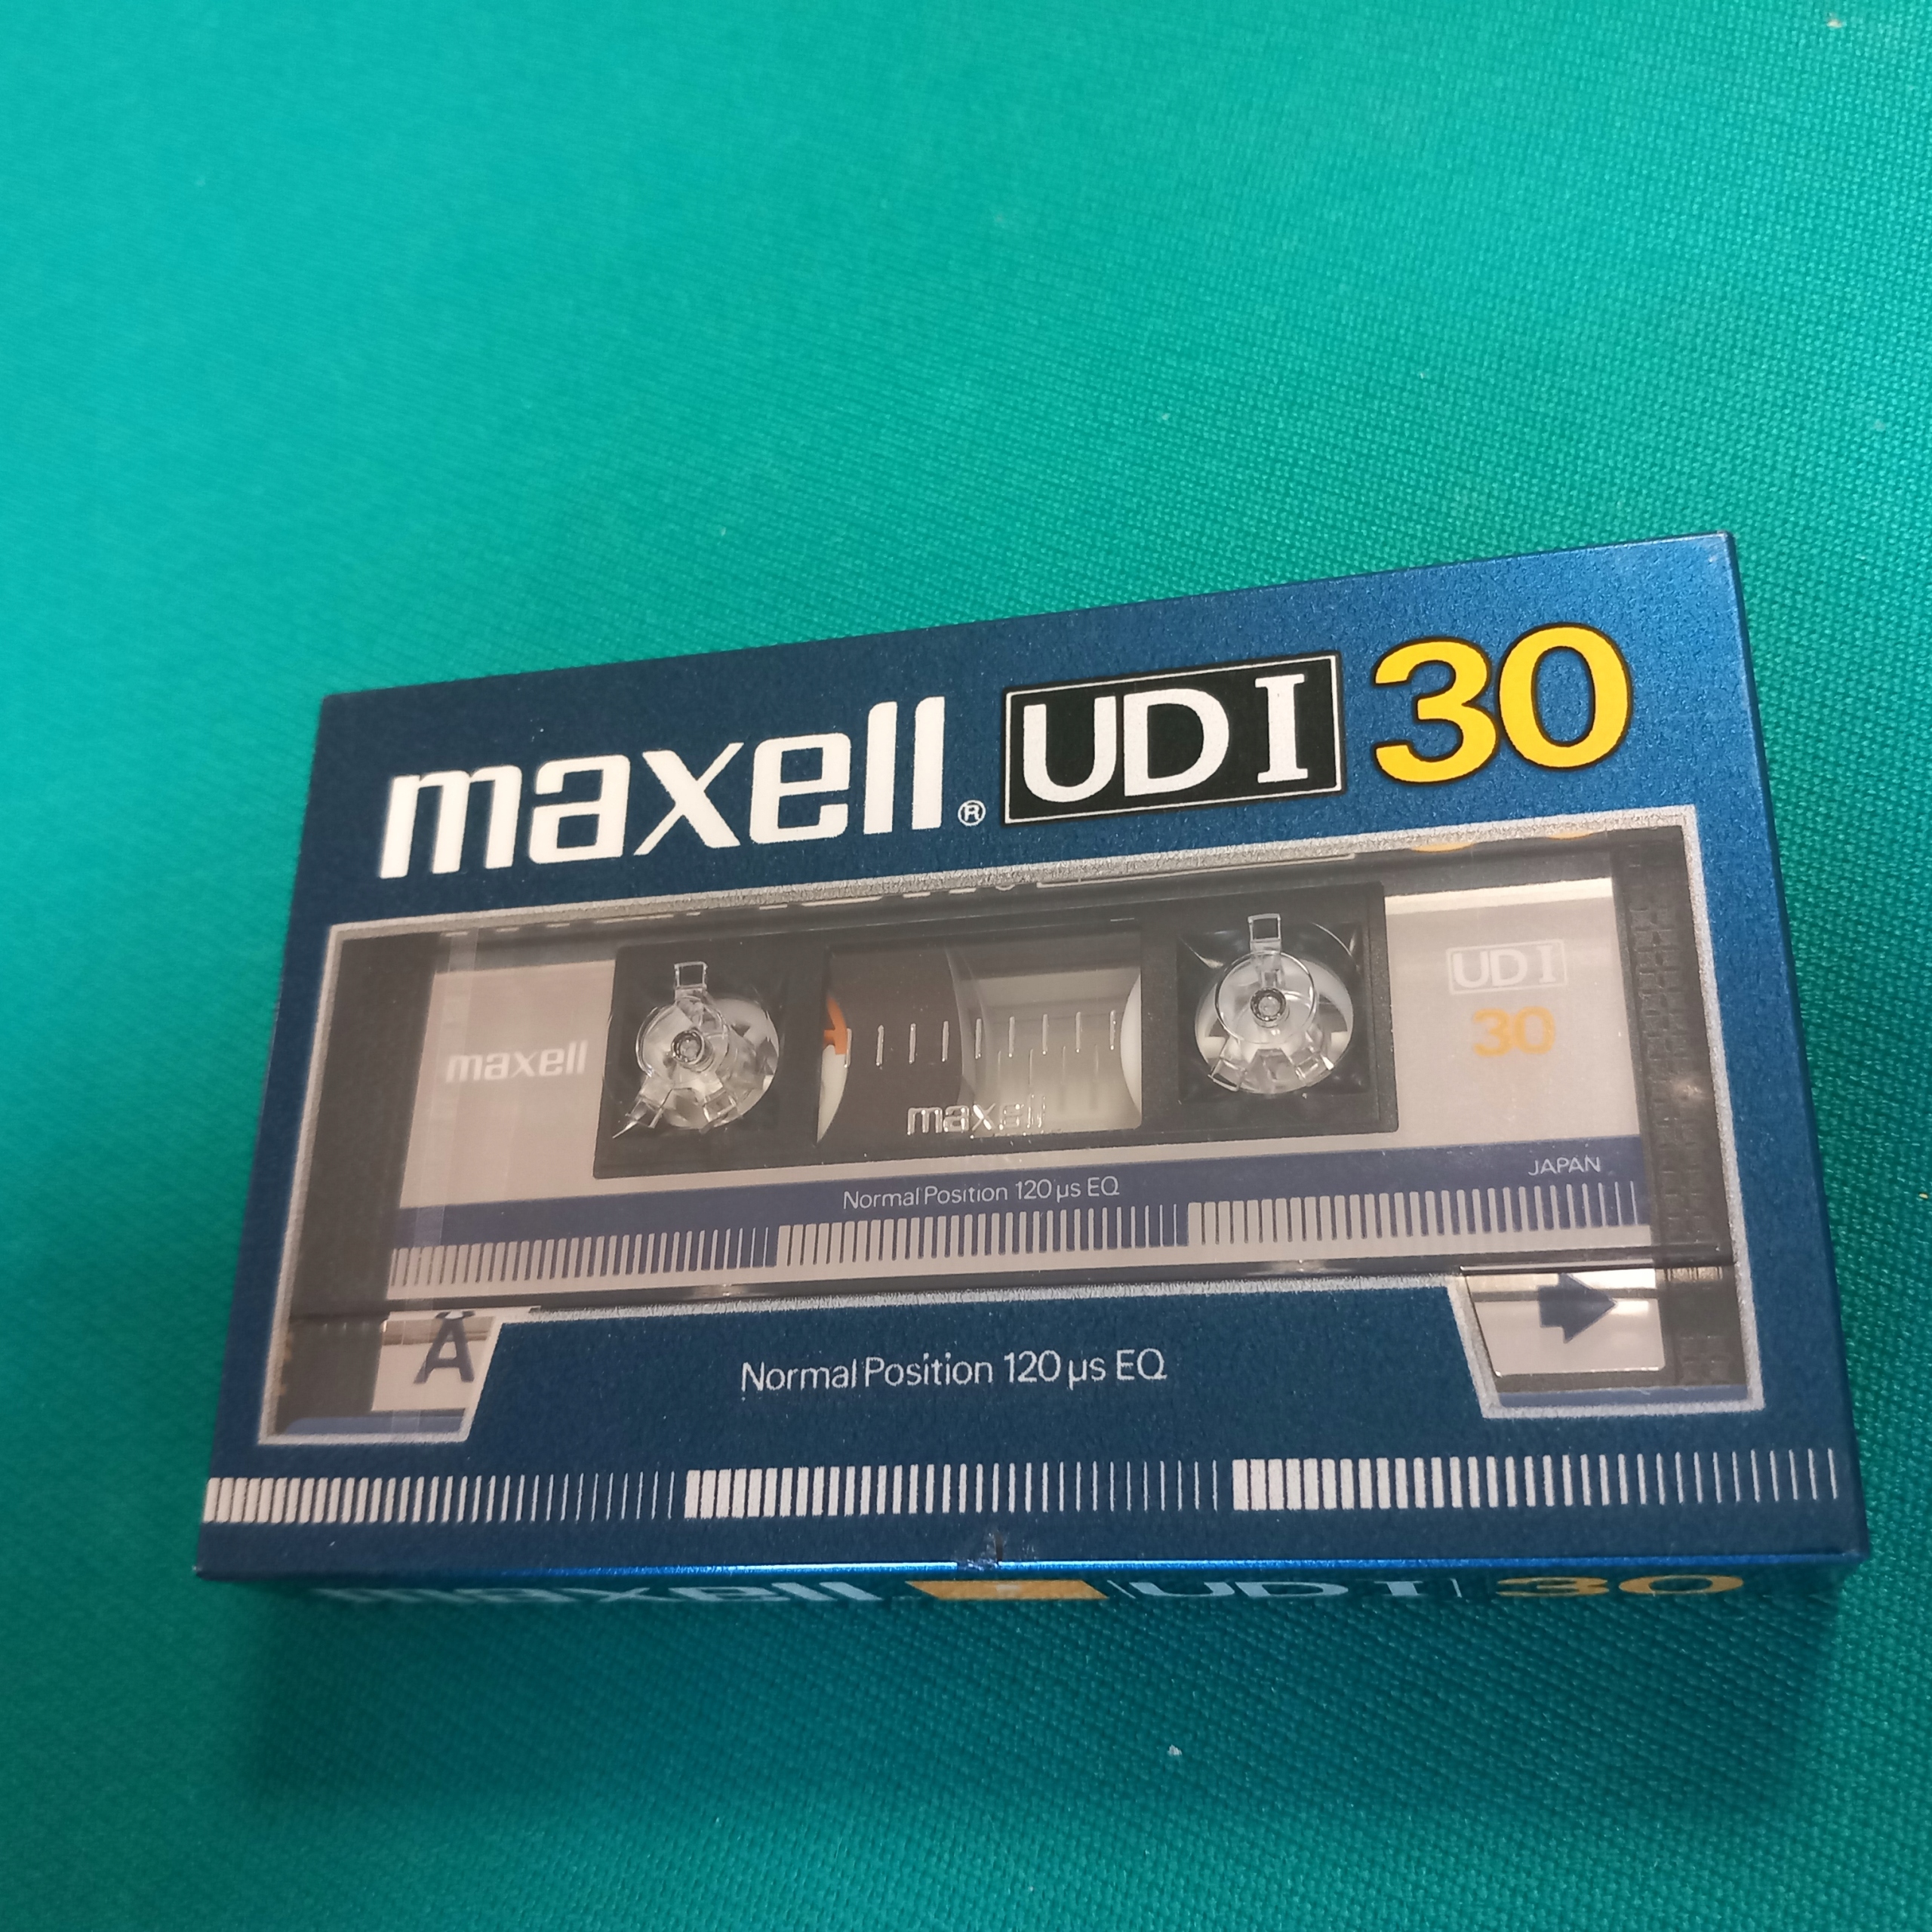 maxell® UD I 30
UD I
30
maxell
maxell
JAPAN
Normal Position 120 µs EQ
A
Normal Position 120 µs EQ
maxell I UD I 30